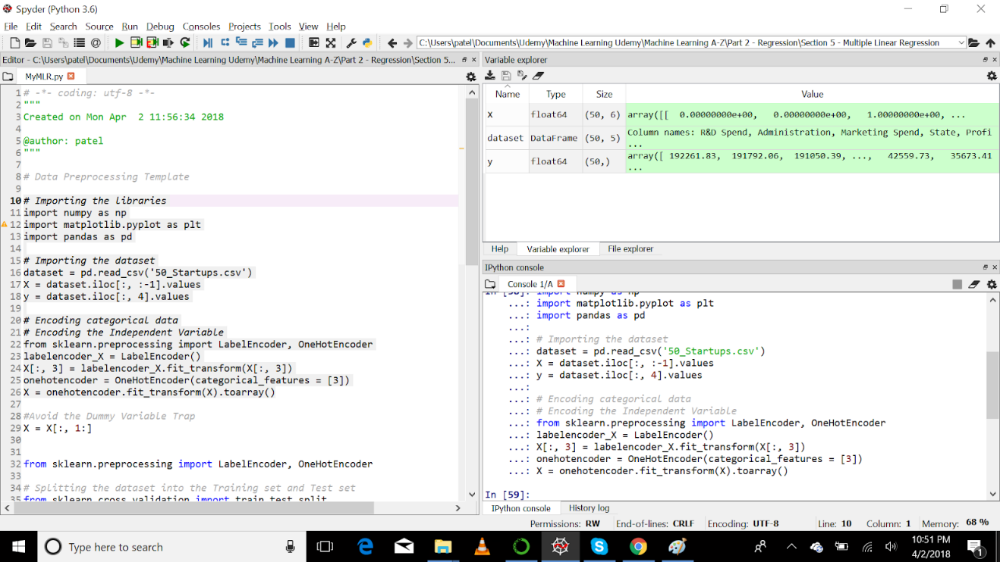 Spyder (Python 3.6)
File Edit Search Source Run Debug Consoles Projects Tools View Help
C:\Users\patel\Documents\Udemy\Machine Learning Udemy\Machine Learning A-Z\Part 2 - Regression\Section 5 - Multiple Linear Regression
Editor - C:\Users\patel\Documents\Udemy\Machine Learning Udemy\Machine Learning A-Z\Part 2 - Regression\Section 5...
MyMLR.py
1 # -*- coding: utf-8 -*-
2 """
3 Created on Mon Apr  2 11:56:34 2018
4
5 @author: patel
6 """
7
8 # Data Preprocessing Template
9
10 # Importing the libraries
11 import numpy as np
12 import matplotlib.pyplot as plt
13 import pandas as pd
14
15 # Importing the dataset
16 dataset = pd.read_csv('50_Startups.csv')
17 X = dataset.iloc[:, :-1].values
18 y = dataset.iloc[:, 4].values
19
20 # Encoding categorical data
21 # Encoding the Independent Variable
22 from sklearn.preprocessing import LabelEncoder, OneHotEncoder
23 labelencoder_X = LabelEncoder()
24 X[:, 3] = labelencoder_X.fit_transform(X[:, 3])
25 onehotencoder = OneHotEncoder(categorical_features = [3])
26 X = onehotencoder.fit_transform(X).toarray()
27
28 #Avoid the Dummy Variable Trap
29 X = X[:, 1:]
30
31
32 from sklearn.preprocessing import LabelEncoder, OneHotEncoder
33
34 # Splitting the dataset into the Training set and Test set
35 from sklearn.cross_validation import train_test_split
Variable explorer
Name Type Size Value
X float64 (50, 6) array([[ 0.00000000e+00, 0.00000000e+00, 1.00000000e+00, ...
dataset DataFrame (50, 5) Column names: R&D Spend, Administration, Marketing Spend, State, Profi
...
y float64 (50,) array([ 192261.83, 191792.06, 191050.39, ..., 42559.73, 35673.41
...
Help Variable explorer File explorer
IPython console
Console 1/A
In [58]: import numpy as np
...: import matplotlib.pyplot as plt
...: import pandas as pd
...:
...: # Importing the dataset
...: dataset = pd.read_csv('50_Startups.csv')
...: X = dataset.iloc[:, :-1].values
...: y = dataset.iloc[:, 4].values
...:
...: # Encoding categorical data
...: # Encoding the Independent Variable
...: from sklearn.preprocessing import LabelEncoder, OneHotEncoder
...: labelencoder_X = LabelEncoder()
...: X[:, 3] = labelencoder_X.fit_transform(X[:, 3])
...: onehotencoder = OneHotEncoder(categorical_features = [3])
...: X = onehotencoder.fit_transform(X).toarray()
In [59]:
IPython console History log
Permissions: RW End-of-lines: CRLF Encoding: UTF-8 Line: 10 Column: 1 Memory: 68 %
Type here to search
10:51 PM
4/2/2018
1